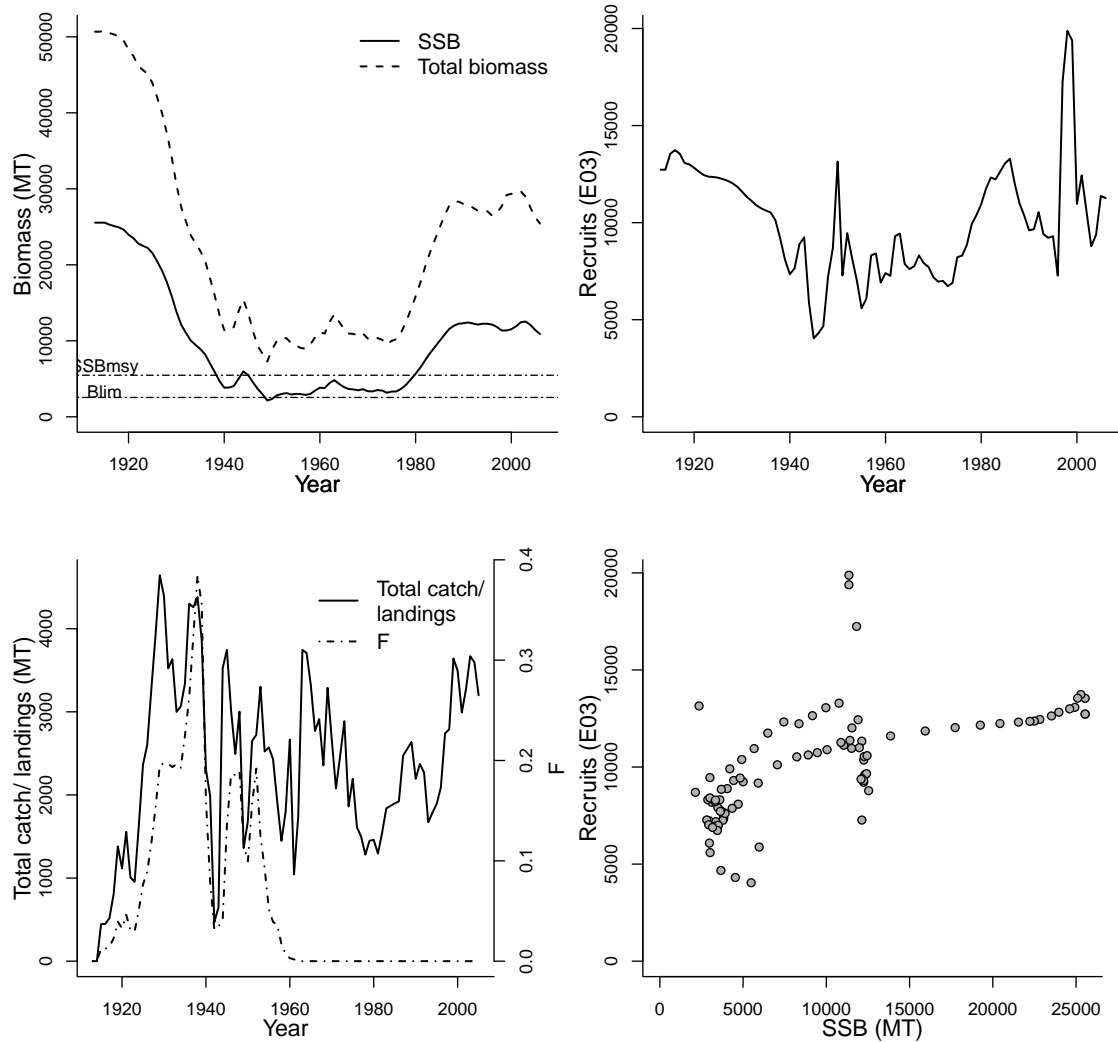 50000
40000
30000
20000
10000
0
Biomass (MT)
SSB
Total biomass
SSBmsy
Blim
1920
1940
1960
1980
2000
Year
20000
15000
10000
5000
0
Recruits (E03)
1920
1940
1960
1980
2000
Year
4000
3000
2000
1000
0
Total catch/ landings (MT)
Total catch/
landings
F
0.4
0.3
0.2
0.1
0.0
F
1920
1940
1960
1980
2000
Year
20000
15000
10000
5000
0
Recruits (E03)
0
5000
10000
15000
20000
25000
SSB (MT)